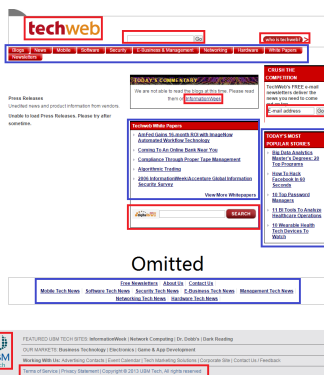 techweb
Go
who is techweb?
Blogs | News | Mobile | Software | Security | E-Business & Management | Networking | Hardware | White Papers
Newsletters
TODAY'S COMMENTARY
We are not able to read the blogs at this time. Please read
them on InformationWeek
Press Releases
Unedited news and product information from vendors.
Unable to load Press Releases. Please try after
sometime.
Techweb White Papers
AmFed Gains 16-month ROI with ImageNow
Automated Workflow Technology
Coming To An Online Bank Near You
Compliance Through Proper Tape Management
Algorithmic Trading
2006 InformationWeek/Accenture Global Information
Security Survey
View More Whitepapers
SEARCH
CRUSH THE
COMPETITION
TechWeb's FREE e-mail
newsletters deliver the
news you need to come
E-mail address
Go
TODAY'S MOST
POPULAR STORIES
Big Data Analytics
Master's Degrees: 20
Top Programs
How To Hack
Facebook In 60
Seconds
10 Top Password
Managers
11 BI Tools To Analyze
Healthcare Operations
10 Wearable Health
Tech Devices To
Watch
Omitted
Free Newsletters About Us Contact Us
Mobile Tech News Software Tech News Security Tech News E-Business Tech News Management Tech News
Networking Tech News Hardware Tech News
FEATURED UBM TECH SITES: InformationWeek | Network Computing | Dr. Dobb's | Dark Reading
OUR MARKETS: Business Technology | Electronics | Game & App Development
Working With Us: Advertising Contacts | Event Calendar | Tech Marketing Solutions | Corporate Site | Contact Us / Feedback
Terms of Service | Privacy Statement | Copyright © 2013 UBM Tech, All rights reserved